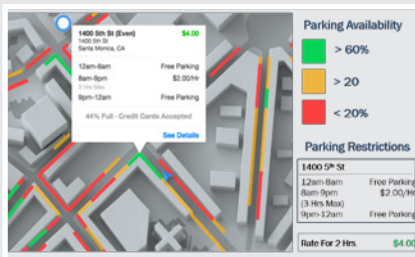 1400 5th St (Even) $4.00
1400 5th St
Santa Monica, CA
12am-8am Free Parking
8am-9pm $2.00/Hr
3 Hrs Max
9pm-12am Free Parking
44% Full - Credit Cards Accepted
See Details
Parking Availability
> 60%
> 20
< 20%
Parking Restrictions
1400 5th St
12am-8am Free Parking
8am-9pm $2.00/Hr
(3 Hrs Max)
9pm-12am Free Parking
Rate For 2 Hrs. $4.00